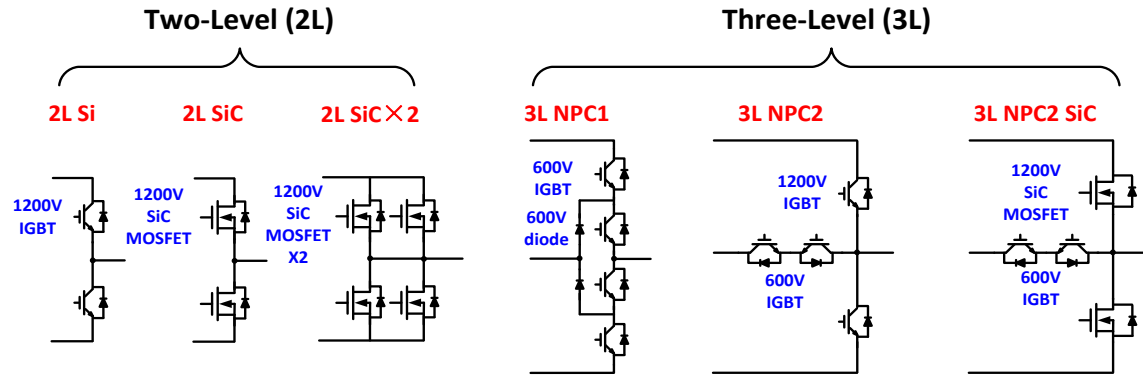 Two-Level (2L)
Three-Level (3L)
2L Si
2L SiC
2L SiC×2
3L NPC1
3L NPC2
3L NPC2 SiC
1200V
IGBT
1200V
SiC
MOSFET
1200V
SiC
MOSFET
X2
600V
IGBT
600V
diode
1200V
IGBT
600V
IGBT
1200V
SiC
MOSFET
600V
IGBT